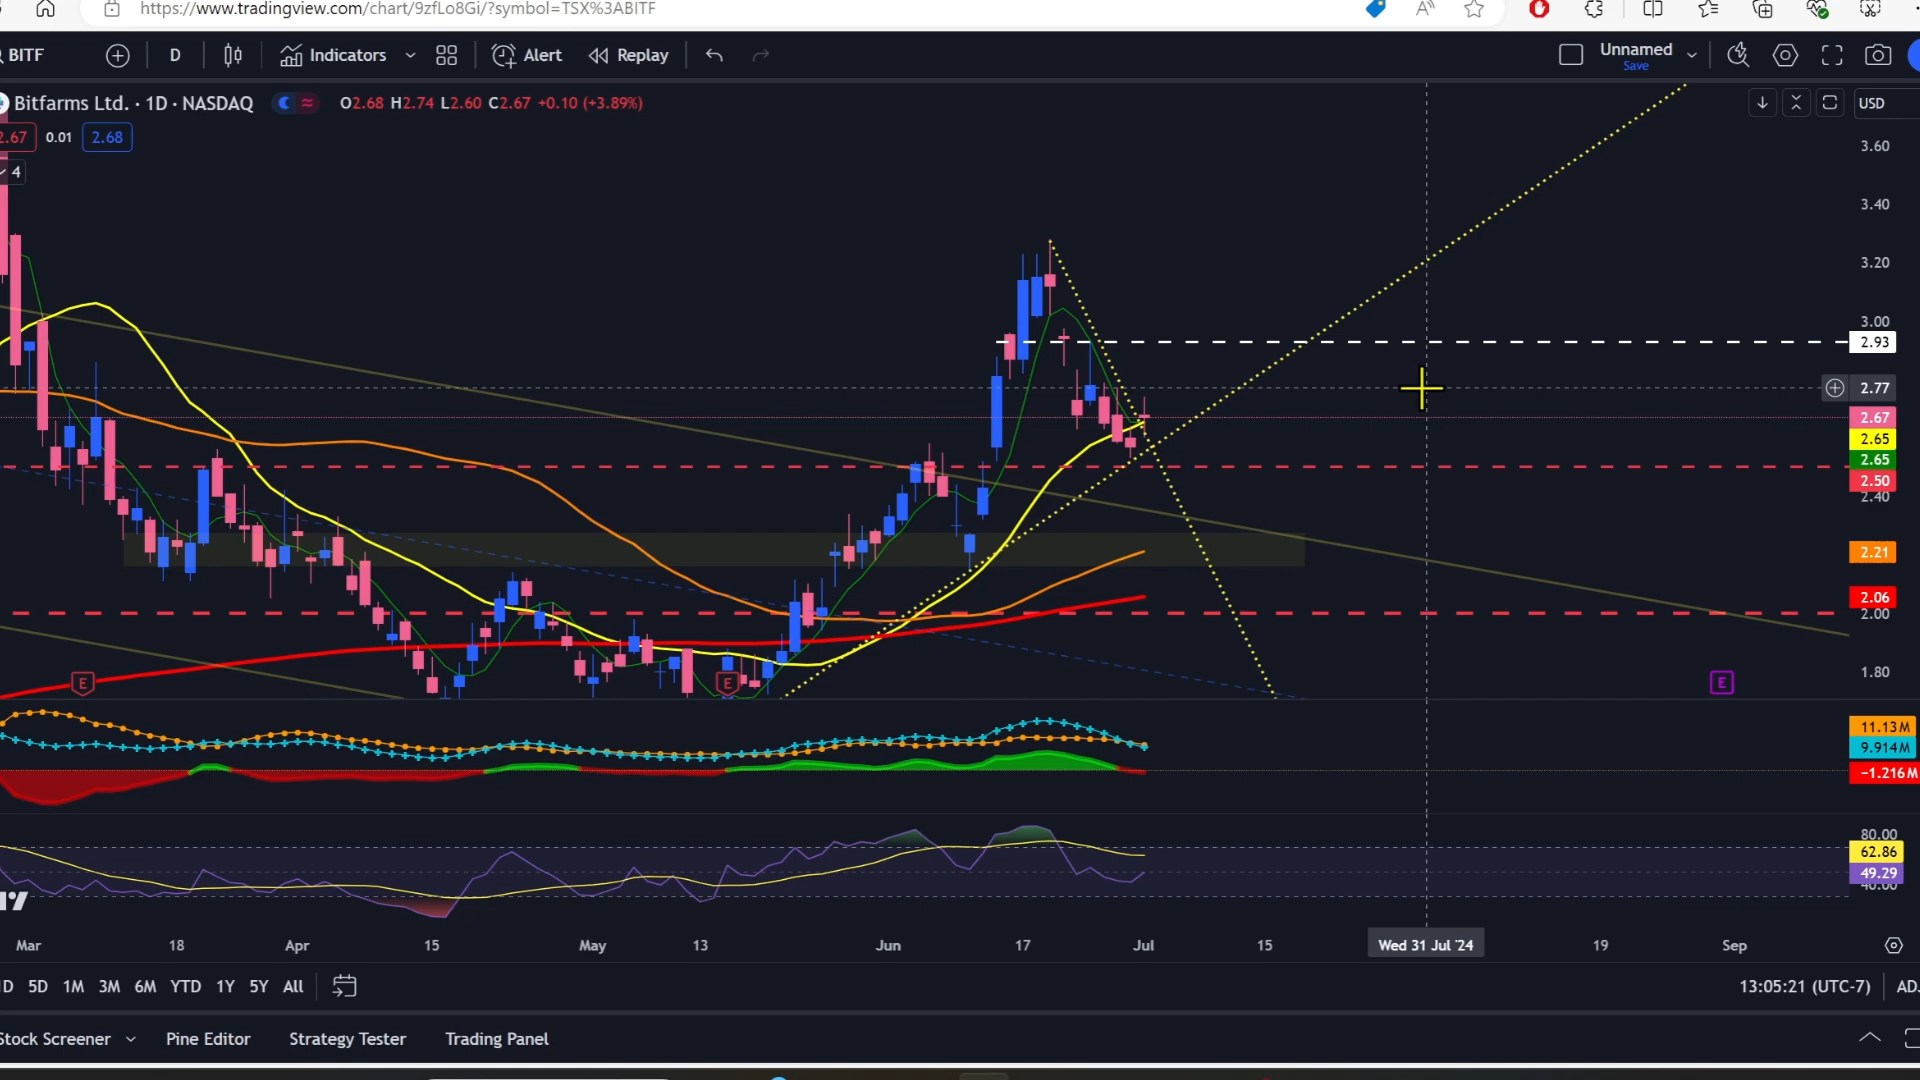 https://www.tradingview.com/chart/9zfLo8Gi/?symbol=TSX%3ABITF
BITF D Indicators Alert Replay Unnamed
Save
Bitfarms Ltd. · 1D · NASDAQ O2.68 H2.74 L2.60 C2.67 +0.10 (+3.89%) USD
2.67 0.01 2.68
4
3.60
3.40
3.20
3.00
2.93
2.77
2.67
2.65
2.65
2.50
2.40
2.21
2.06
2.00
1.80
E E E
11.13M
9.914M
−1.216M
80.00
62.86
49.29
40.00
Mar 18 Apr 15 May 13 Jun 17 Jul 15 Wed 31 Jul '24 19 Sep
1D 5D 1M 3M 6M YTD 1Y 5Y All 13:05:21 (UTC-7) ADJ
Stock Screener Pine Editor Strategy Tester Trading Panel